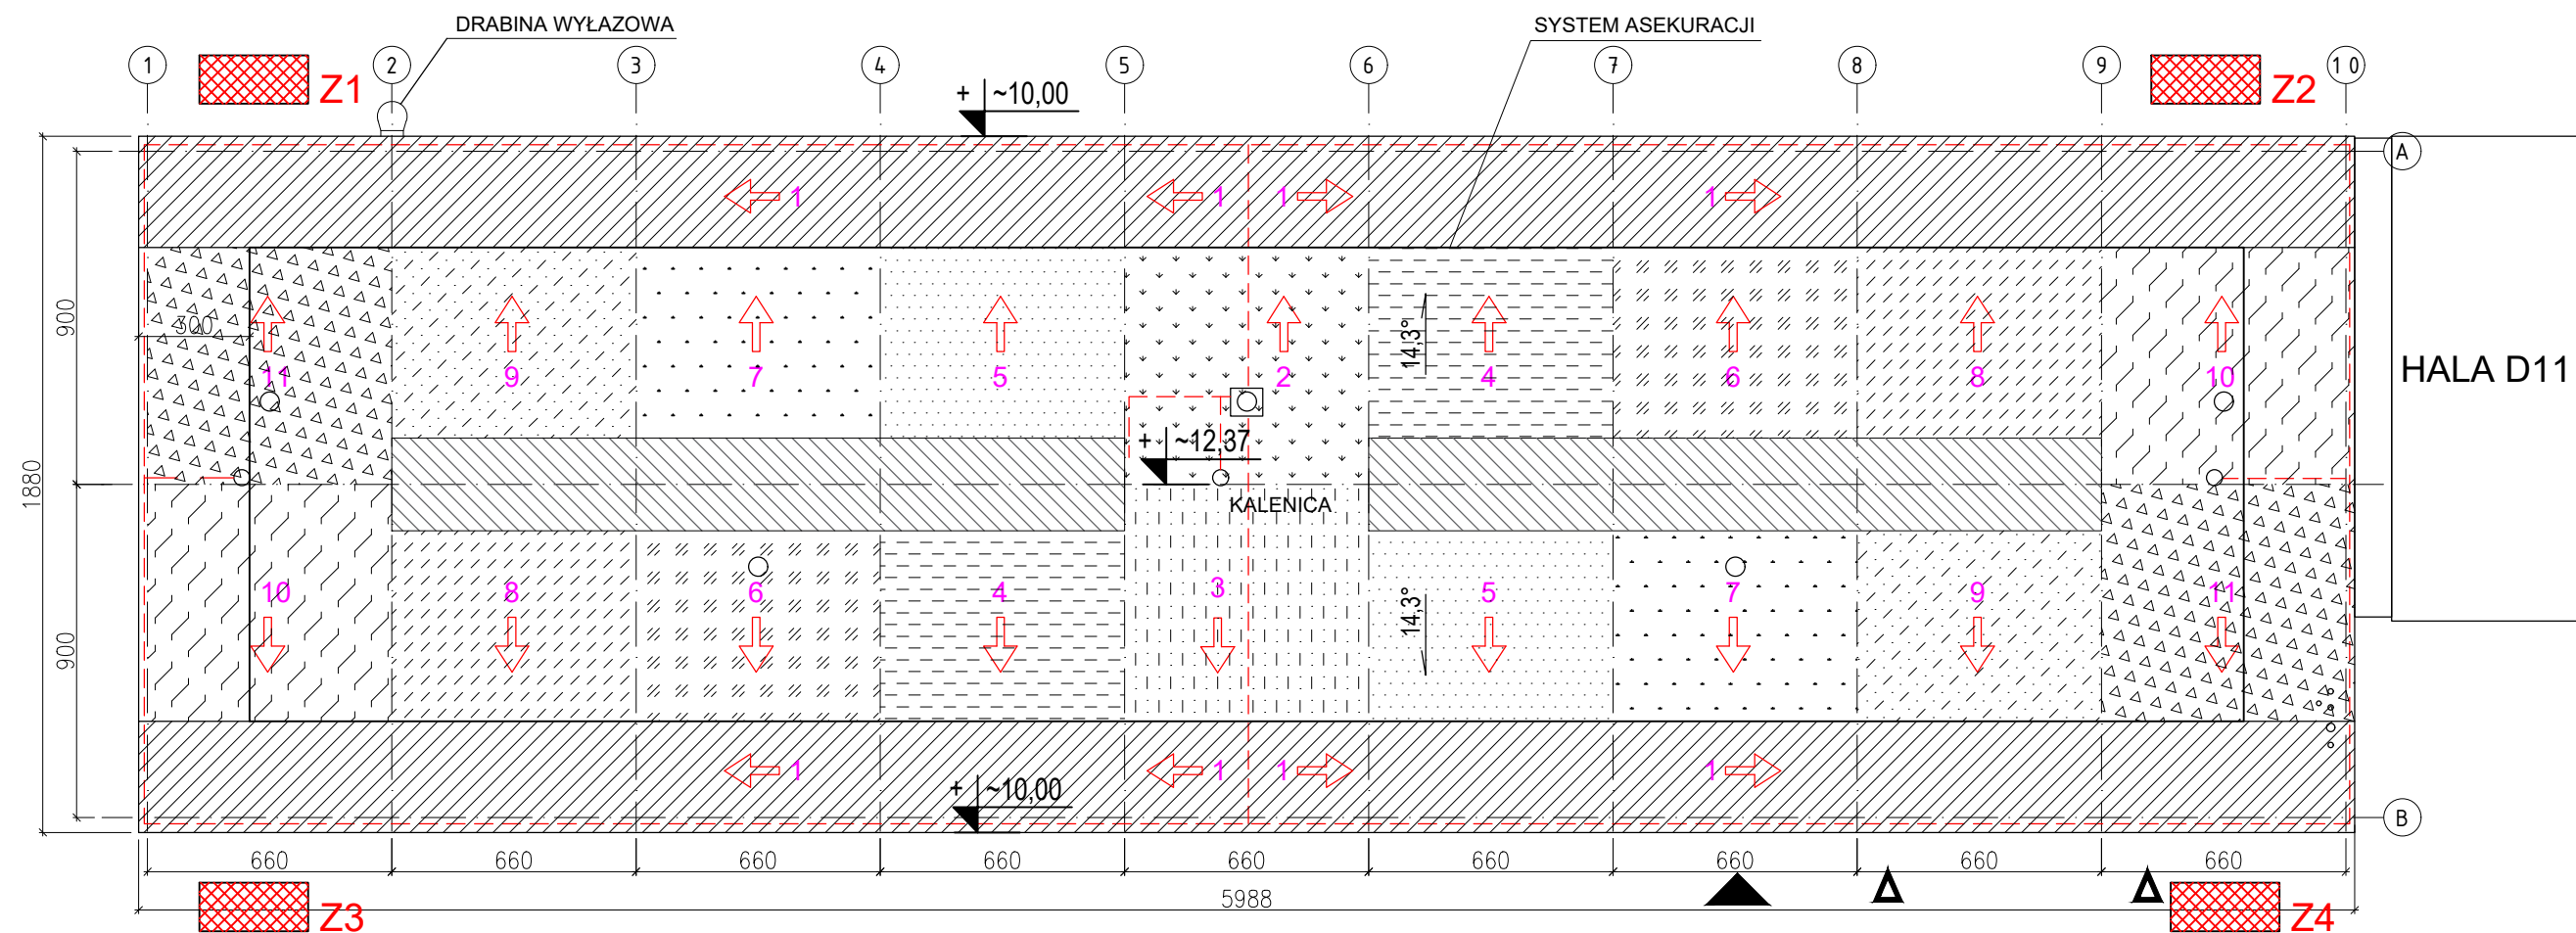 DRABINA WYŁAZOWA
SYSTEM ASEKURACJI
1 2 3 4 5 6 7 8 9 10
Z1
Z2
+ ~10,00
A
1 1 1 1
HALA D11
900
300
14,3°
11 9 7 5 2 4 6 8 10
+ ~12,37
1880
KALENICA
10 8 6 4 3 5 7 9 11
14,3°
900
1 1 1 1
+ ~10,00
B
660 660 660 660 660 660 660 660 660
5988
Z3
Z4